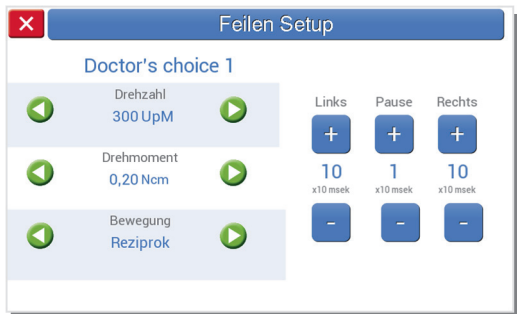 Feilen Setup
Doctor's choice 1
Drehzahl
300 UpM
Drehmoment
0,20 Ncm
Bewegung
Reziprok
Links Pause Rechts
+ + +
10 1 10
x10 msek x10 msek x10 msek
- - -